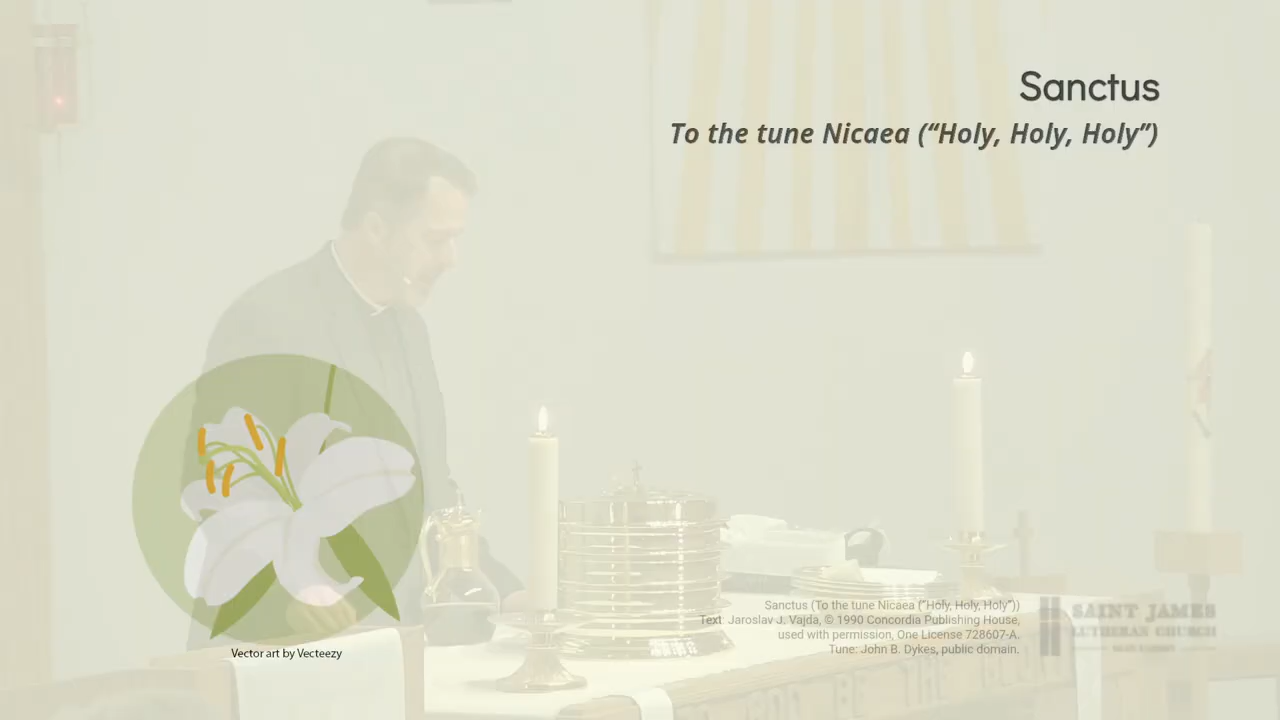 Sanctus
To the tune Nicaea (“Holy, Holy, Holy”)
Sanctus (To the tune Nicaea (“Holy, Holy, Holy”))
Text: Jaroslav J. Vajda, © 1990 Concordia Publishing House,
used with permission, One License 728607-A.
Tune: John B. Dykes, public domain.
SAINT JAMES
LUTHERAN CHURCH
Vector art by Vecteezy
BE THE